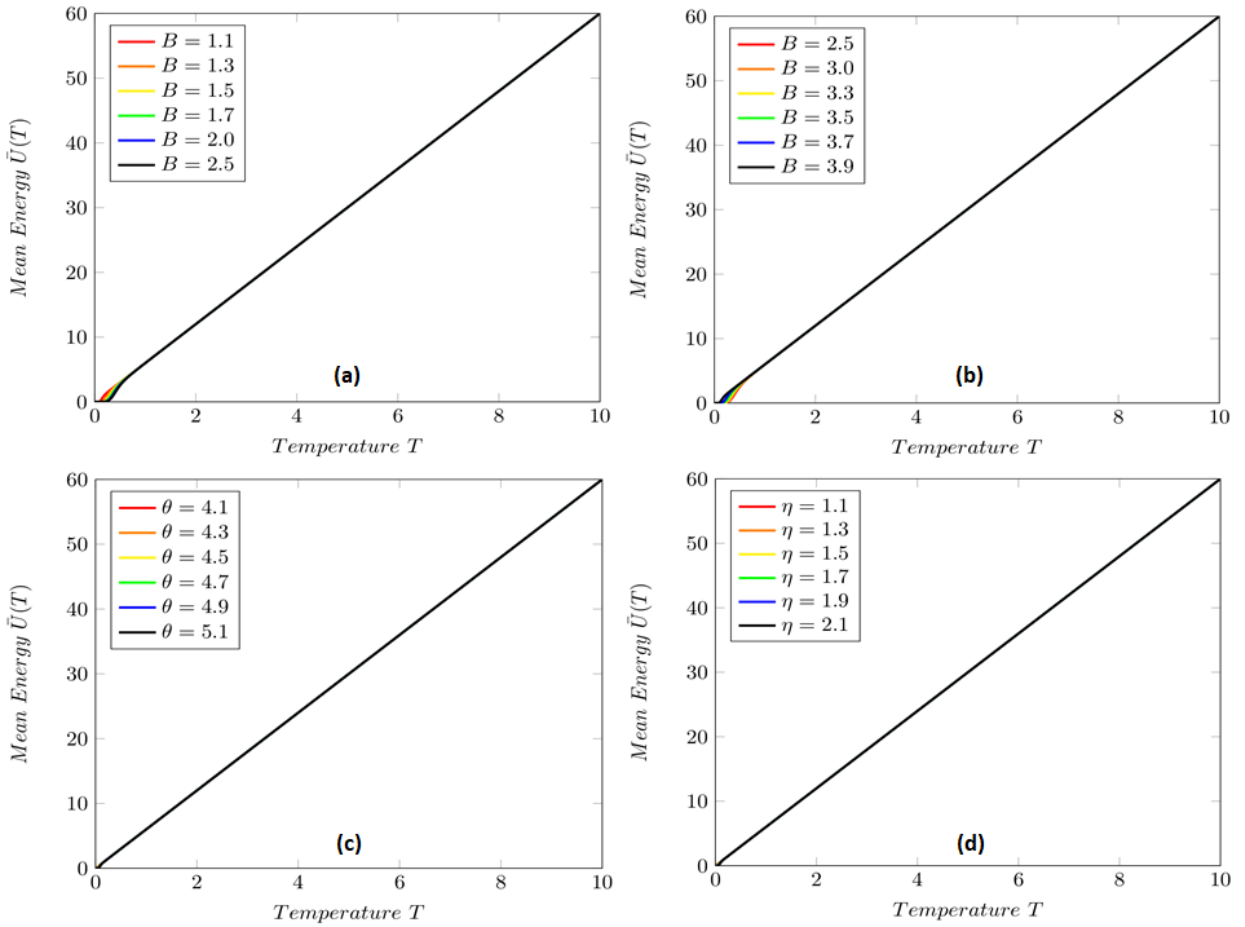 60
50
40
30
20
10
0
Mean Energy Ū(T)
B = 1.1
B = 1.3
B = 1.5
B = 1.7
B = 2.0
B = 2.5
(a)
0 2 4 6 8 10
Temperature T
60
50
40
30
20
10
0
Mean Energy Ū(T)
B = 2.5
B = 3.0
B = 3.3
B = 3.5
B = 3.7
B = 3.9
(b)
0 2 4 6 8 10
Temperature T
60
50
40
30
20
10
0
Mean Energy Ū(T)
θ = 4.1
θ = 4.3
θ = 4.5
θ = 4.7
θ = 4.9
θ = 5.1
(c)
0 2 4 6 8 10
Temperature T
60
50
40
30
20
10
0
Mean Energy Ū(T)
η = 1.1
η = 1.3
η = 1.5
η = 1.7
η = 1.9
η = 2.1
(d)
0 2 4 6 8 10
Temperature T